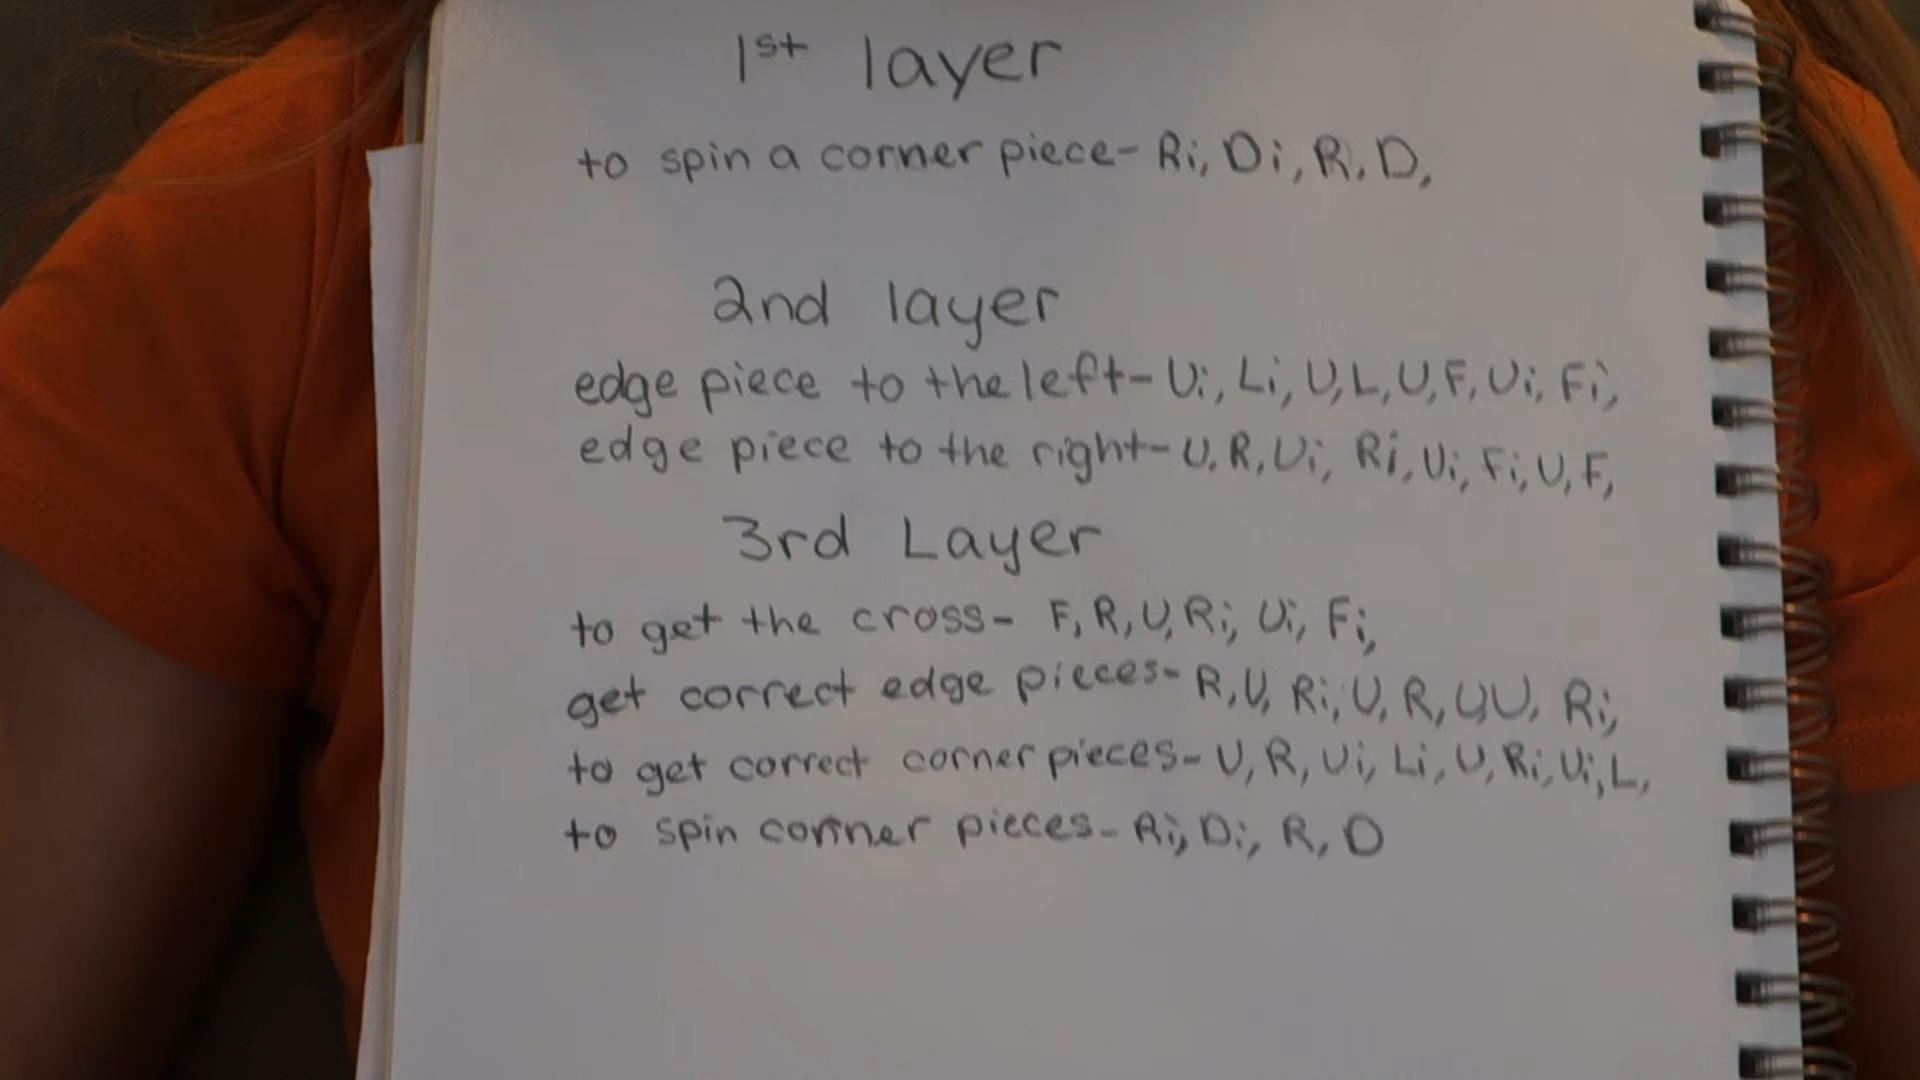 1st layer
to spin a corner piece- Ri, Di, R, D,
2nd layer
edge piece to the left- Ui, Li, U, L, U, F, Ui, Fi,
edge piece to the right- U, R, Ui, Ri, Ui, Fi, U, F,
3rd Layer
to get the cross- F, R, U, Ri, Ui, Fi,
get correct edge pieces- R, U, Ri, U, R, U, U, Ri,
to get correct corner pieces- U, R, Ui, Li, U, Ri, Ui, L,
to spin corner pieces- Ri, Di, R, D